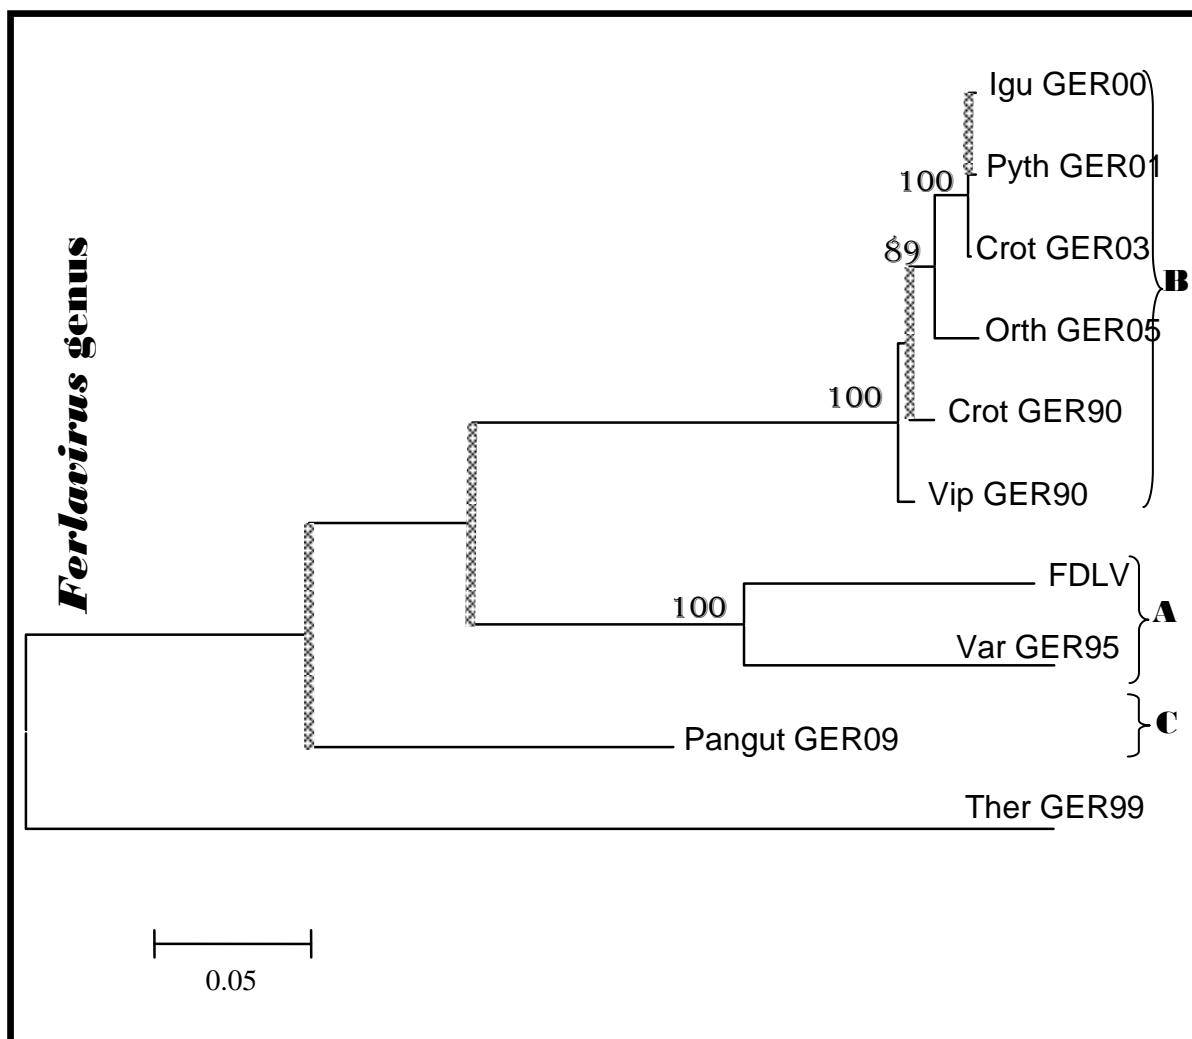 Ferlavirus genus
Igu GER00
Pyth GER01
100
Crot GER03
89
B
Orth GER05
100
Crot GER90
Vip GER90
FDLV
100
A
Var GER95
C
Pangut GER09
Ther GER99
0.05